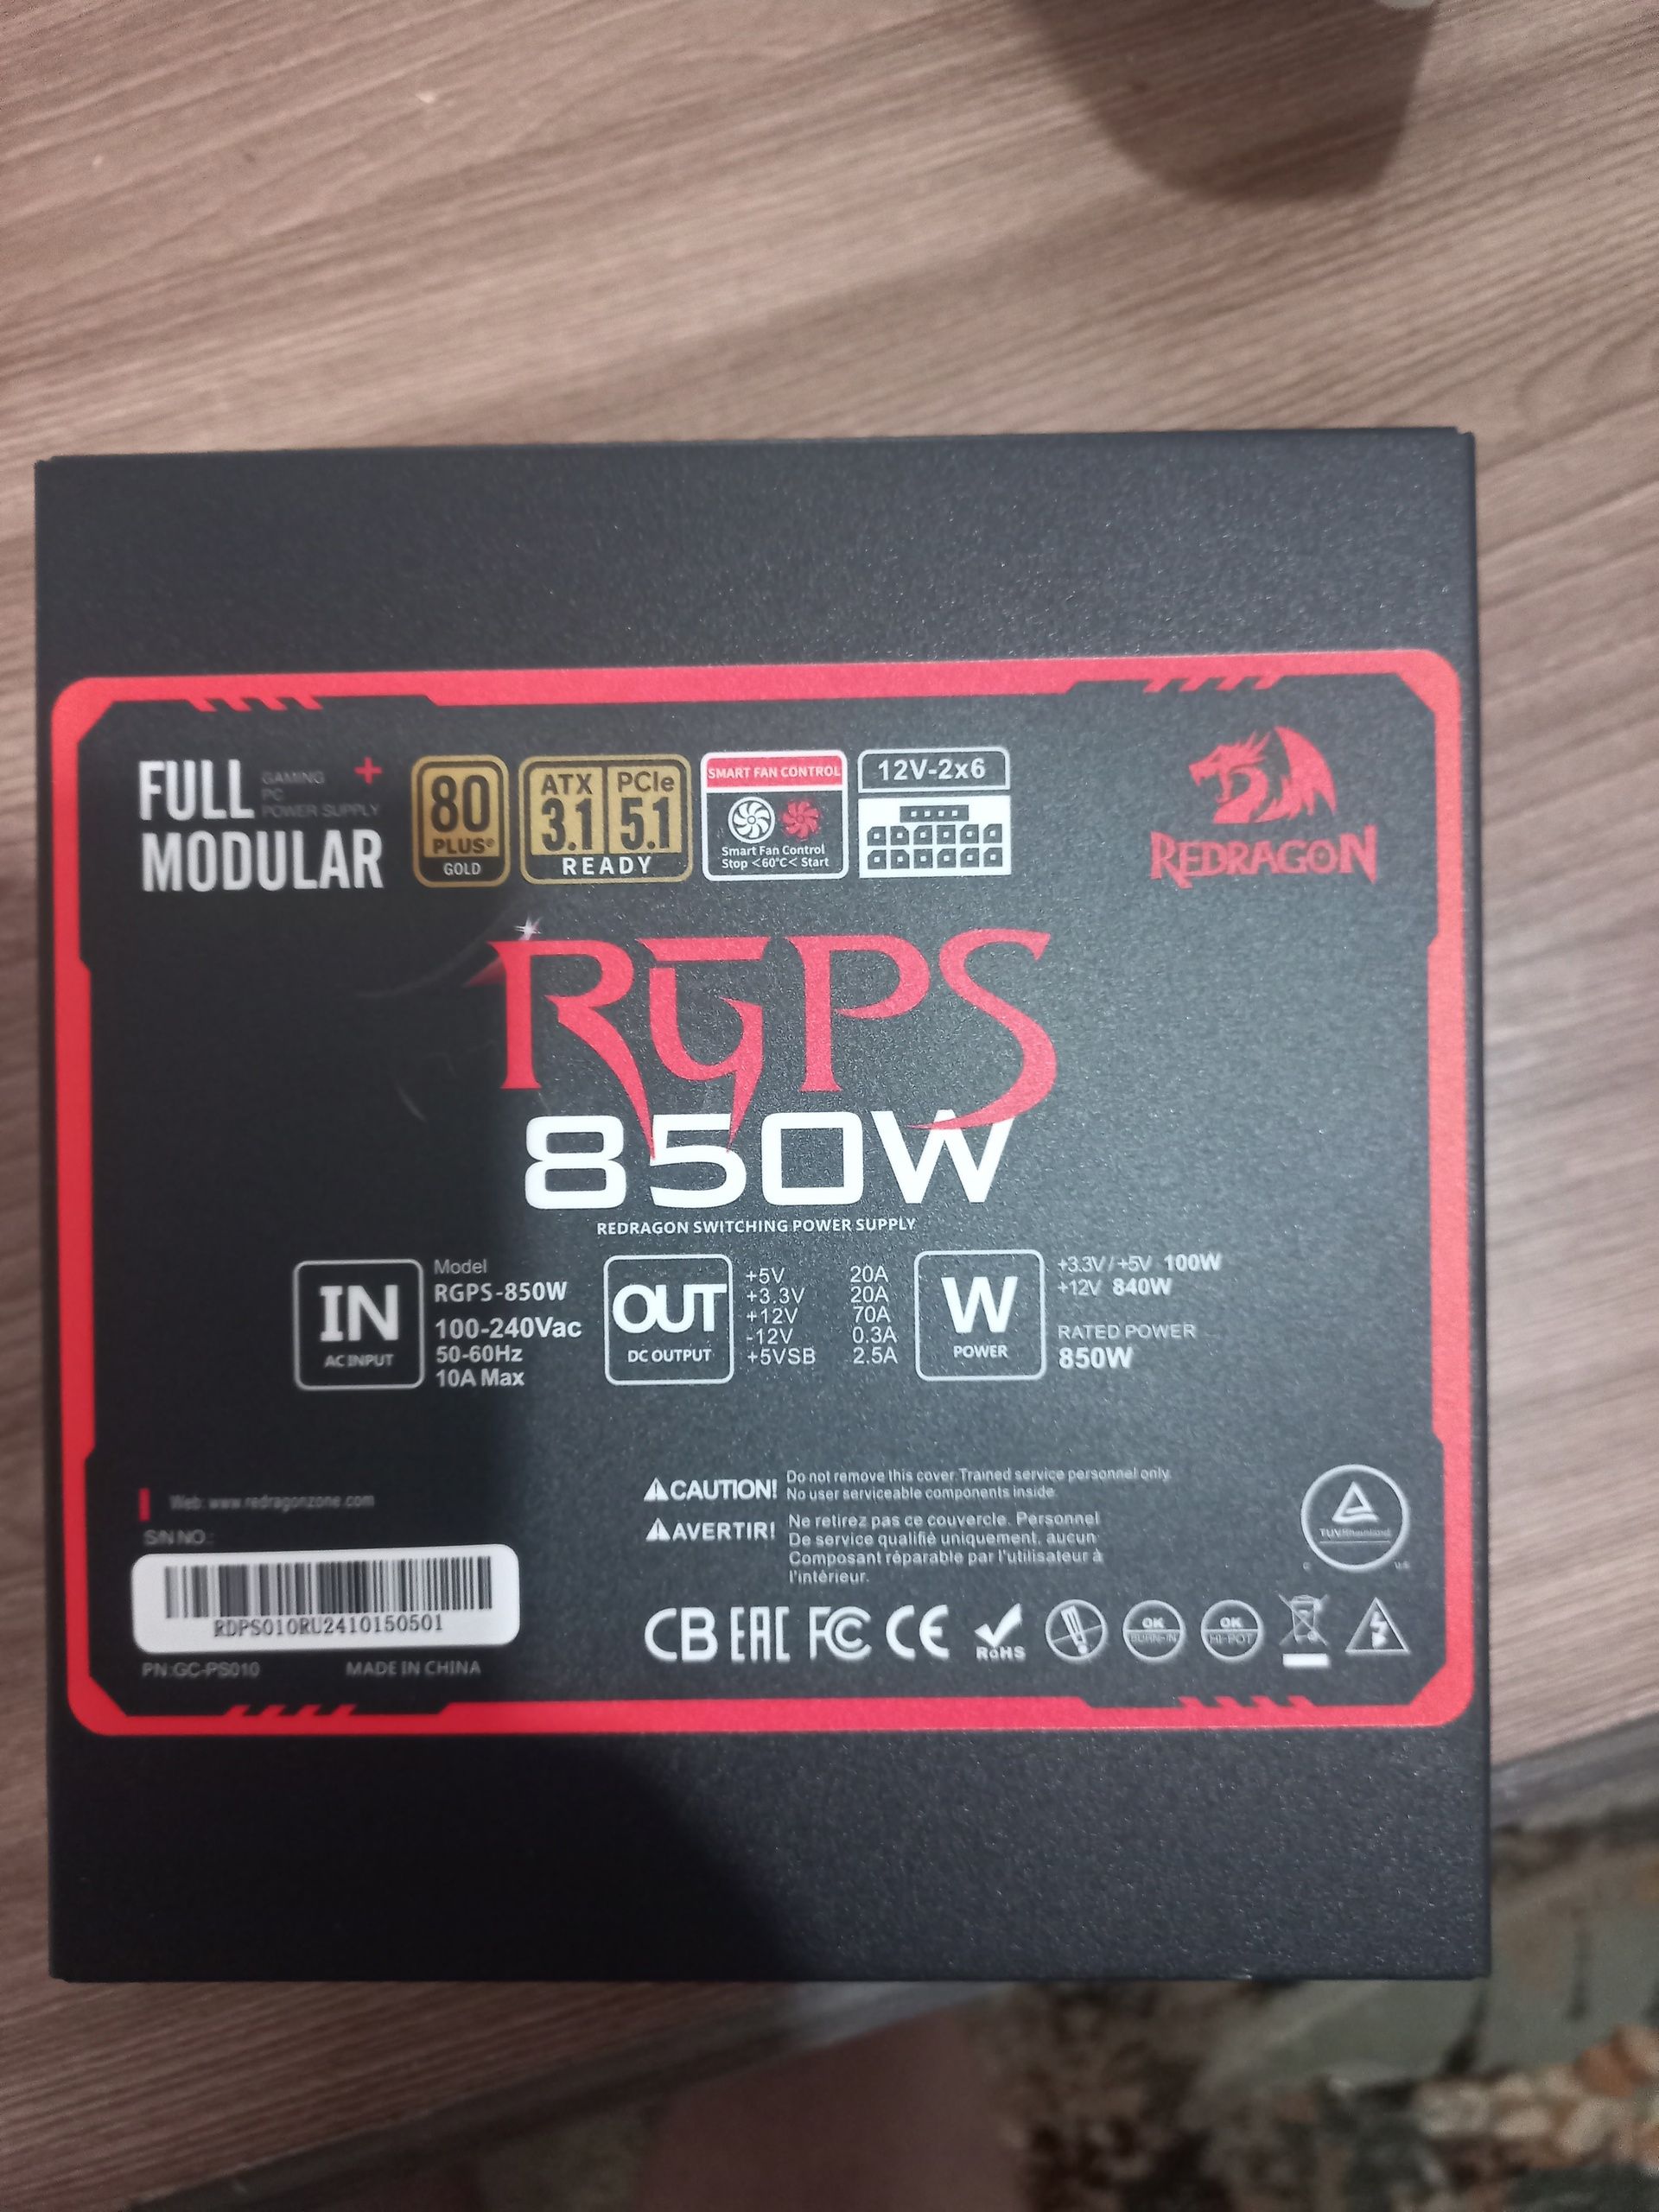 FULL
MODULAR
GAMING
PC
POWER SUPPLY
+
80
PLUS®
GOLD
ATX PCIe
3.1 5.1
READY
SMART FAN CONTROL
Smart Fan Control
Stop <60℃< Start
12V-2x6
REDRAGON
RGPS
850W
REDRAGON SWITCHING POWER SUPPLY
IN
AC INPUT
Model
RGPS-850W
100-240Vac
50-60Hz
10A Max
OUT
DC OUTPUT
+5V 20A
+3.3V 20A
+12V 70A
-12V 0.3A
+5VSB 2.5A
W
POWER
+3.3V/+5V 100W
+12V 840W
RATED POWER
850W
Web: www.redragonzone.com
S/N NO.:
RDPS010RU2410150501
PN:GC-PS010 MADE IN CHINA
CAUTION! Do not remove this cover.Trained service personnel only.
No user serviceable components inside.
AVERTIR! Ne retirez pas ce couvercle. Personnel
De service qualifié uniquement, aucun
Composant réparable par l'utilisateur à
l'intérieur.
TÜVRheinland
C US
CB EAC FC CE RoHS
OK
BURN-IN
OK
HI-POT